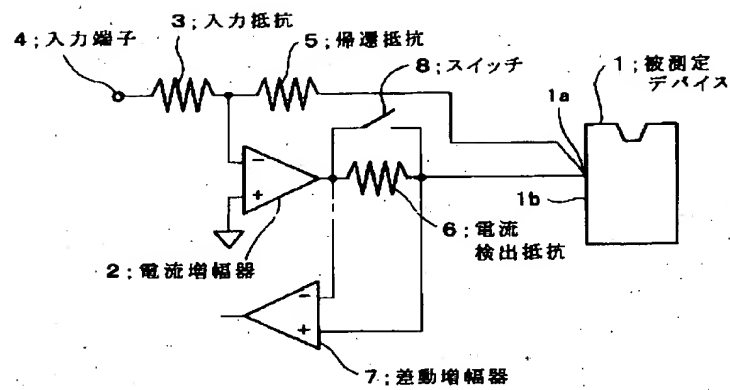 3;入力抵抗
4;入力端子
5;帰還抵抗
8;スイッチ
1;被測定
デバイス
1a
1b
−
+
6;電流
検出抵抗
2;電流増幅器
−
+
7;差動増幅器